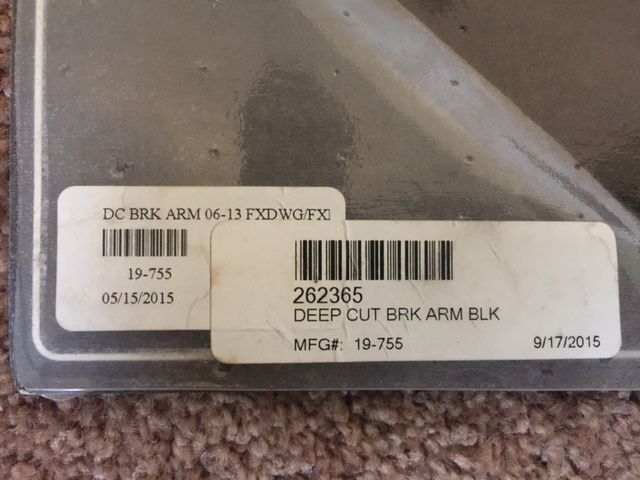 DC BRK ARM 06-13 FXDWG/FX
19-755
05/15/2015
262365
DEEP CUT BRK ARM BLK
MFG#: 19-755 9/17/2015